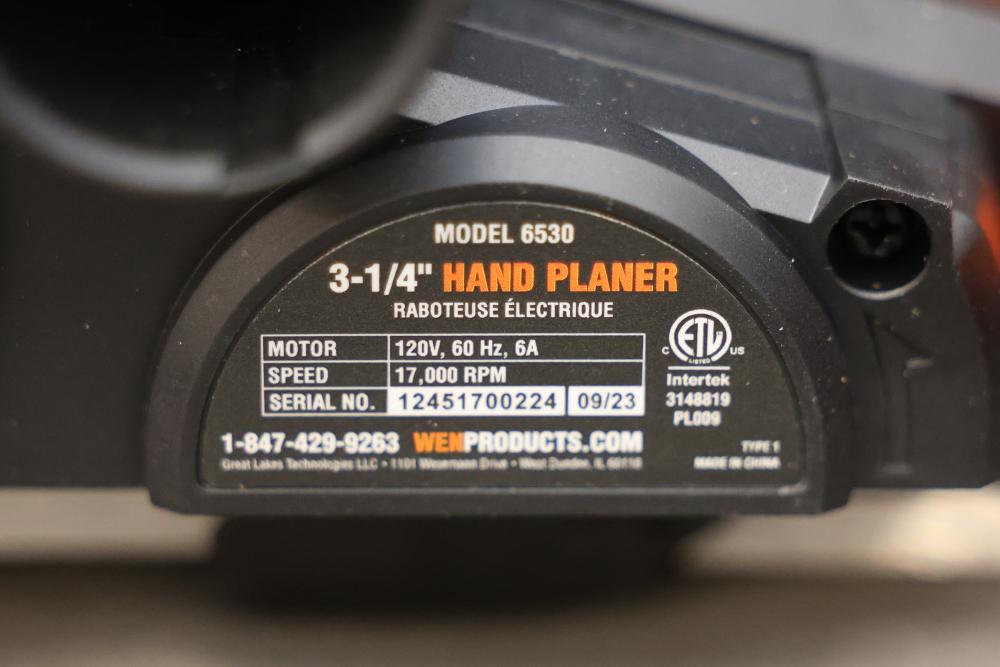 MODEL 6530
3-1/4" HAND PLANER
RABOTEUSE ÉLECTRIQUE
MOTOR 120V, 60 Hz, 6A
SPEED 17,000 RPM
SERIAL NO. 12451700224 09/23
C ETL US
LISTED
Intertek
3148819
PL009
1-847-429-9263 WENPRODUCTS.COM
TYPE 1
Great Lakes Technologies LLC • 1101 Wesemann Drive • West Dundee, IL 60118
MADE IN CHINA